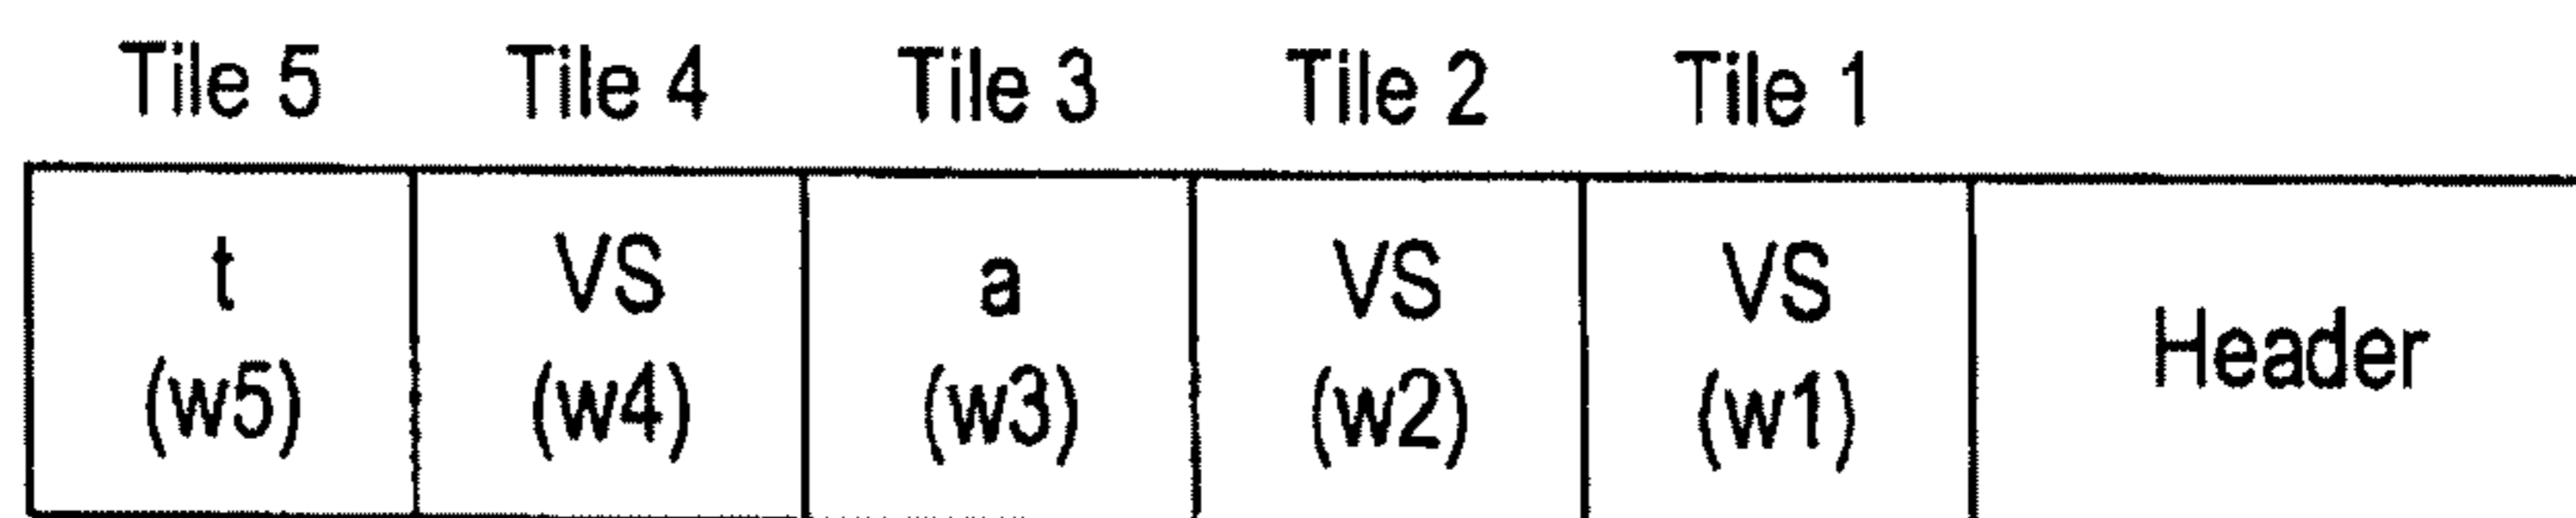 Tile 5 Tile 4 Tile 3 Tile 2 Tile 1
t VS a VS VS
(w5) (w4) (w3) (w2) (w1) Header